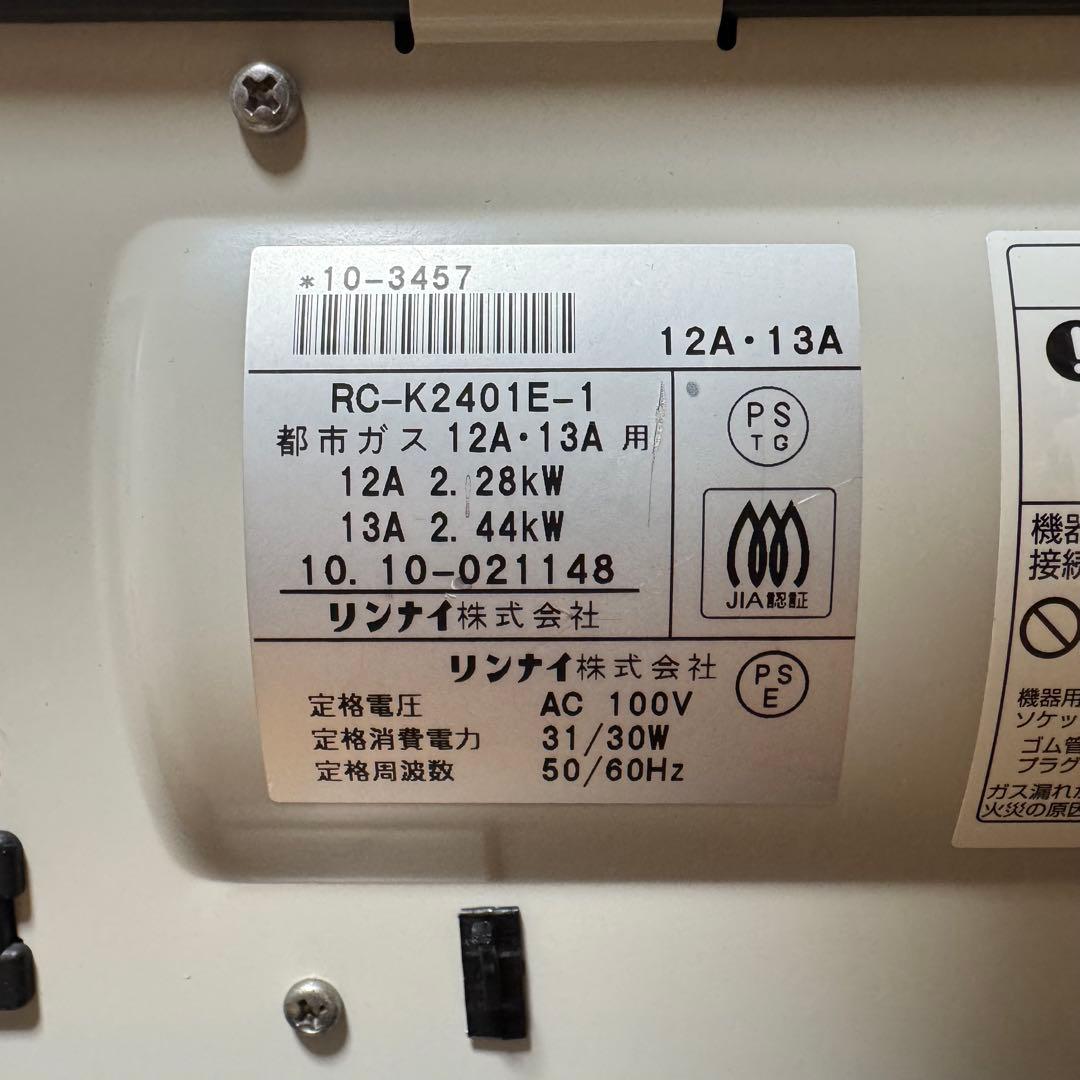 *10-3457
12A・13A
RC-K2401E-1
都市ガス 12A・13A 用
12A 2.28kW
13A 2.44kW
10.10-021148
リンナイ株式会社
PS
TG
JIA認証
リンナイ株式会社
PS
E
定格電圧 AC 100V
定格消費電力 31/30W
定格周波数 50/60Hz
機器
接続
機器用
ソケッ
ゴム管
プラグ
ガス漏れ
火災の原因